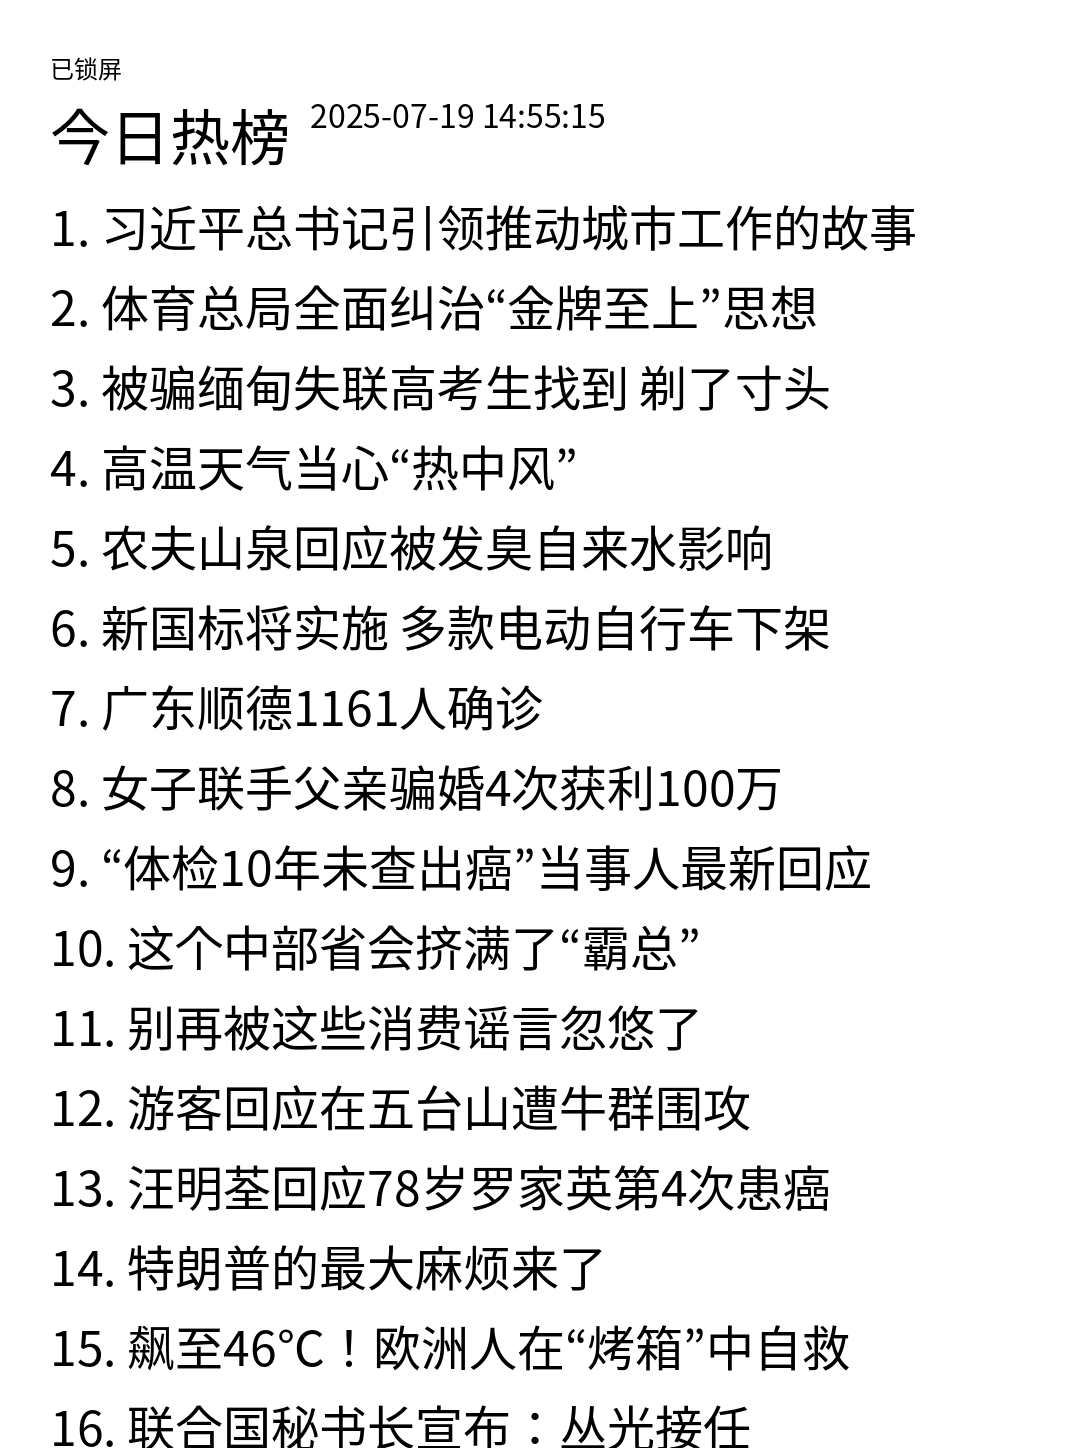 已锁屏
今日热榜 2025-07-19 14:55:15
1. 习近平总书记引领推动城市工作的故事
2. 体育总局全面纠治“金牌至上”思想
3. 被骗缅甸失联高考生找到 剃了寸头
4. 高温天气当心“热中风”
5. 农夫山泉回应被发臭自来水影响
6. 新国标将实施 多款电动自行车下架
7. 广东顺德1161人确诊
8. 女子联手父亲骗婚4次获利100万
9. “体检10年未查出癌”当事人最新回应
10. 这个中部省会挤满了“霸总”
11. 别再被这些消费谣言忽悠了
12. 游客回应在五台山遭牛群围攻
13. 汪明荃回应78岁罗家英第4次患癌
14. 特朗普的最大麻烦来了
15. 飙至46℃！欧洲人在“烤箱”中自救
16. 联合国秘书长宣布：丛光接任